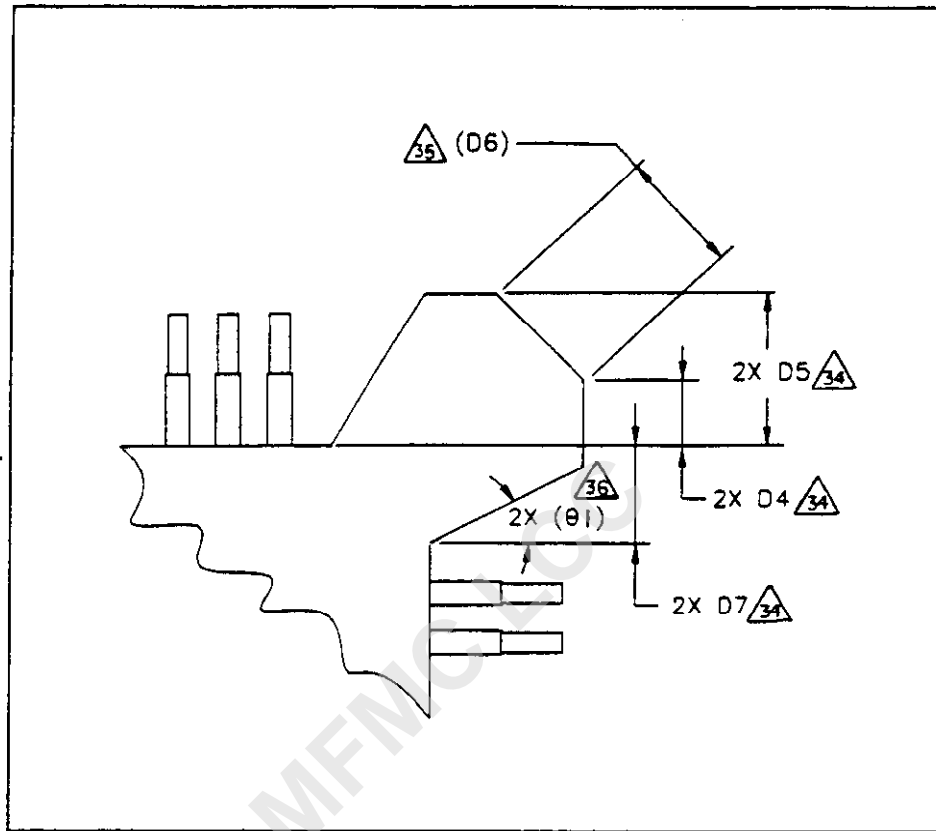 35 (D6)
2X D5 34
36
2X D4 34
2X (θ1)
2X D7 34
MFMC LCC